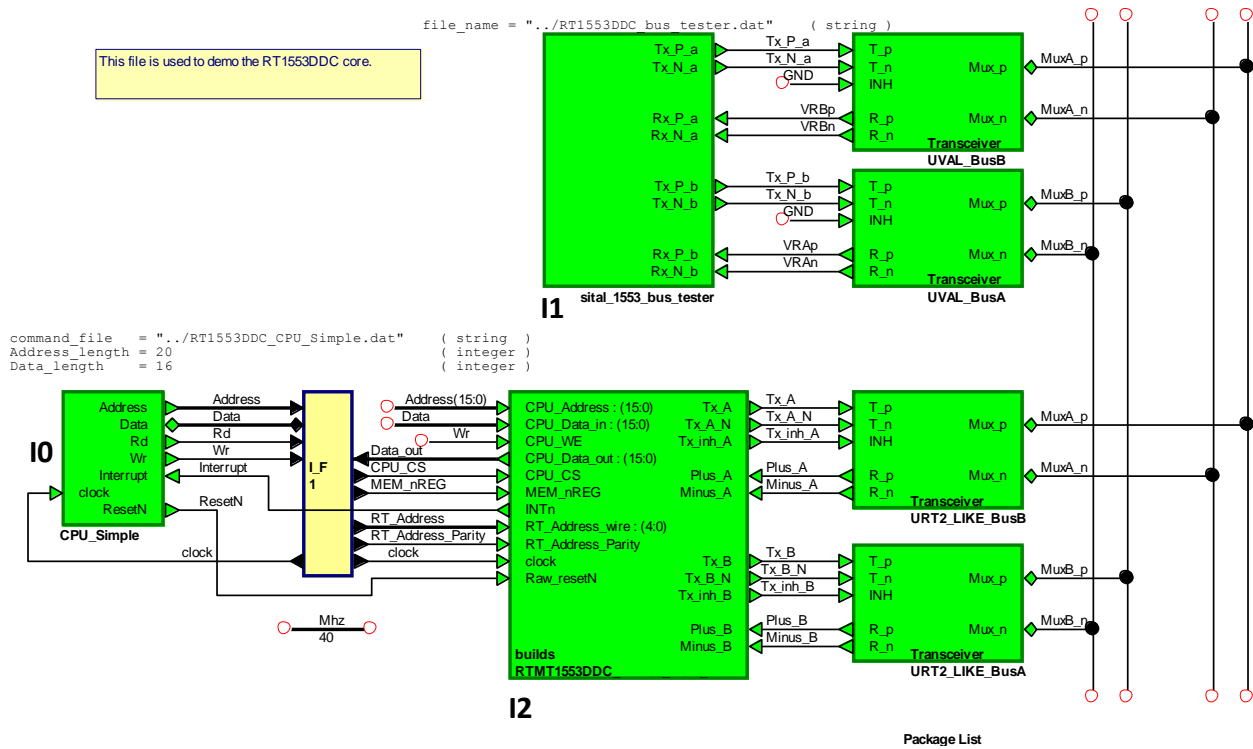 file_name = "../RT1553DDC_bus_tester.dat" ( string )
This file is used to demo the RT1553DDC core.
Tx_P_a Tx_P_a T_p
Tx_N_a Tx_N_a T_n Mux_p MuxA_p
GND INH
Rx_P_a VRBp R_p Mux_n MuxA_n
Rx_N_a VRBn R_n
Transceiver
UVAL_BusB
Tx_P_b Tx_P_b T_p
Tx_N_b Tx_N_b T_n Mux_p MuxB_p
GND INH
Rx_P_b VRAp R_p Mux_n MuxB_n
Rx_N_b VRAn R_n
Transceiver
UVAL_BusA
I1 sital_1553_bus_tester
command_file = "../RT1553DDC_CPU_Simple.dat" ( string )
Address_length = 20 ( integer )
Data_length = 16 ( integer )
I0
Address Address
Data Data
Rd Rd
Wr Wr
Interrupt Interrupt
clock
ResetN ResetN
CPU_Simple
clock
I_F
1
Mhz
40
Address(15:0) CPU_Address : (15:0)
Data CPU_Data_in : (15:0)
Wr CPU_WE
Data_out CPU_Data_out : (15:0)
CPU_CS CPU_CS
MEM_nREG MEM_nREG
INTn
RT_Address RT_Address_wire : (4:0)
RT_Address_Parity RT_Address_Parity
clock clock
Raw_resetN
builds
RTMT1553DDC
I2
Tx_A Tx_A T_p
Tx_A_N Tx_A_N T_n Mux_p MuxA_p
Tx_inh_A Tx_inh_A INH
Plus_A Plus_A R_p Mux_n MuxA_n
Minus_A Minus_A R_n
Transceiver
URT2_LIKE_BusB
Tx_B Tx_B T_p
Tx_B_N Tx_B_N T_n Mux_p MuxB_p
Tx_inh_B Tx_inh_B INH
Plus_B Plus_B R_p Mux_n MuxB_n
Minus_B Minus_B R_n
Transceiver
URT2_LIKE_BusA
Package List